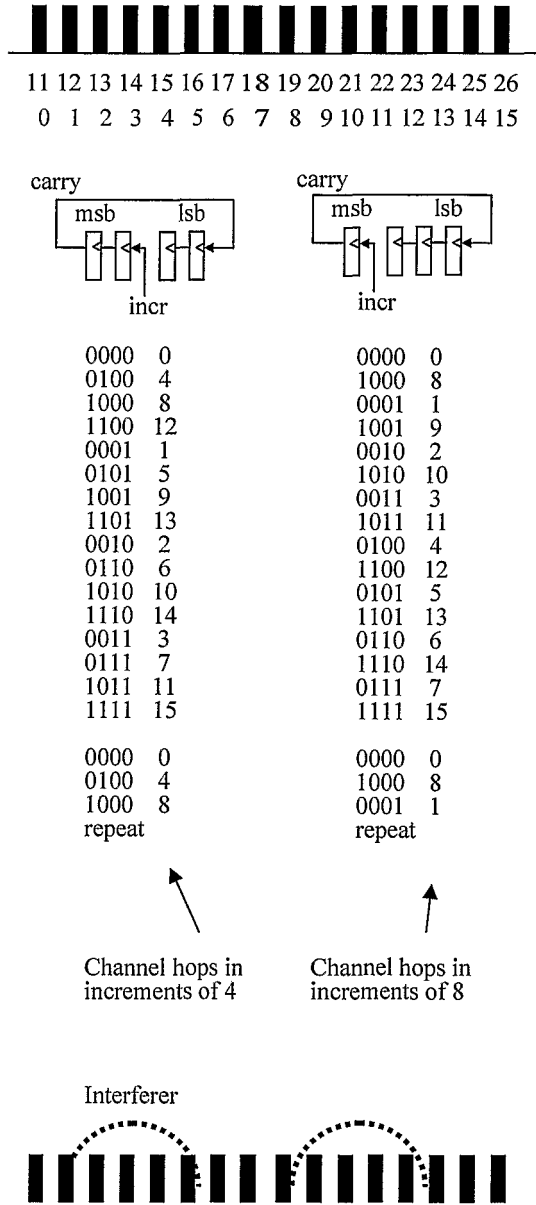 11 12 13 14 15 16 17 18 19 20 21 22 23 24 25 26
0 1 2 3 4 5 6 7 8 9 10 11 12 13 14 15
carry
msb lsb
incr
0000 0
0100 4
1000 8
1100 12
0001 1
0101 5
1001 9
1101 13
0010 2
0110 6
1010 10
1110 14
0011 3
0111 7
1011 11
1111 15
0000 0
0100 4
1000 8
repeat
Channel hops in
increments of 4
carry
msb lsb
incr
0000 0
1000 8
0001 1
1001 9
0010 2
1010 10
0011 3
1011 11
0100 4
1100 12
0101 5
1101 13
0110 6
1110 14
0111 7
1111 15
0000 0
1000 8
0001 1
repeat
Channel hops in
increments of 8
Interferer